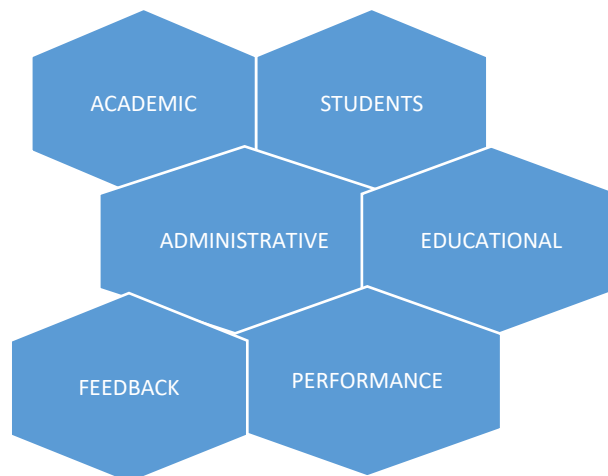 ACADEMIC
STUDENTS
ADMINISTRATIVE
EDUCATIONAL
FEEDBACK
PERFORMANCE